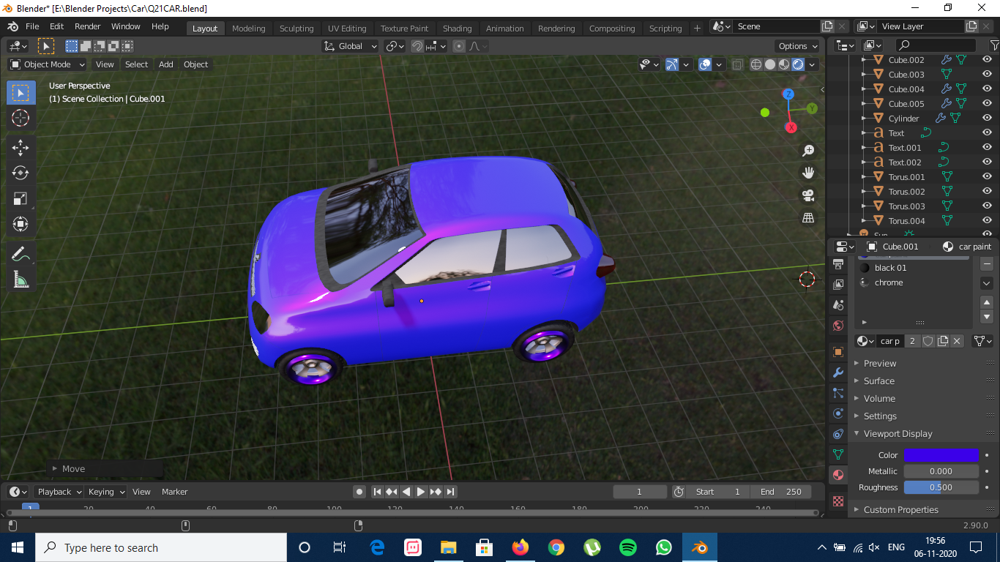 Blender* [E:\Blender Projects\Car\Q21CAR.blend]
File Edit Render Window Help
Layout Modeling Sculpting UV Editing Texture Paint Shading Animation Rendering Compositing Scripting +
Scene
View Layer
Global
Options
Object Mode View Select Add Object
User Perspective
(1) Scene Collection | Cube.001
Z
Y
X
Cube.002
Cube.003
Cube.004
Cube.005
Cylinder
Text
Text.001
Text.002
Torus.001
Torus.002
Torus.003
Torus.004
Cube.001
car paint
black 01
chrome
car p 2
Preview
Surface
Volume
Settings
Viewport Display
Color
Metallic 0.000
Roughness 0.500
Custom Properties
Move
Playback Keying View Marker
1
Start 1
End 250
1 20 40 60 80 100 120 140 160 180 200 220 240
2.90.0
Type here to search
ENG
19:56
06-11-2020